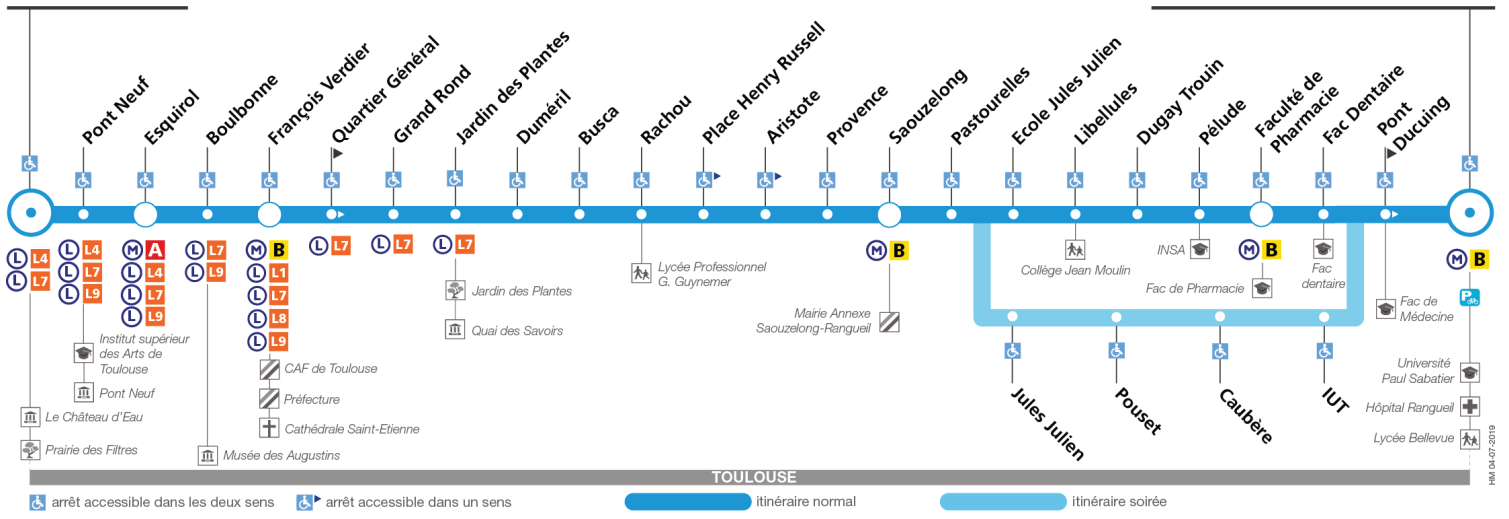 Pont Neuf
Esquirol
Boulbonne
François Verdier
Quartier Général
Grand Rond
Jardin des Plantes
Duméril
Busca
Rachou
Place Henry Russell
Aristote
Provence
Saouzelong
Pastourelles
Ecole Jules Julien
Libellules
Dugay Trouin
Pélude
Faculté de
Pharmacie
Fac Dentaire
Pont
Ducuing
L L4
L L7
L L4
L L7
L L9
M A
L L4
L L7
L L9
L L7
L L9
M B
L L1
L L7
L L8
L L9
L L7
L L7
L L7
M B
M B
M B
P
Institut supérieur
des Arts de
Toulouse
Pont Neuf
Le Château d'Eau
Prairie des Filtres
Musée des Augustins
CAF de Toulouse
Préfecture
Cathédrale Saint-Etienne
Jardin des Plantes
Quai des Savoirs
Lycée Professionnel
G. Guynemer
Mairie Annexe
Saouzelong-Rangueil
Collège Jean Moulin
INSA
Fac de Pharmacie
Fac
dentaire
Fac de
Médecine
Université
Paul Sabatier
Hôpital Rangueil
Lycée Bellevue
Jules Julien
Pouset
Caubère
IUT
HM 04-07-2019
TOULOUSE
arrêt accessible dans les deux sens
arrêt accessible dans un sens
itinéraire normal
itinéraire soirée